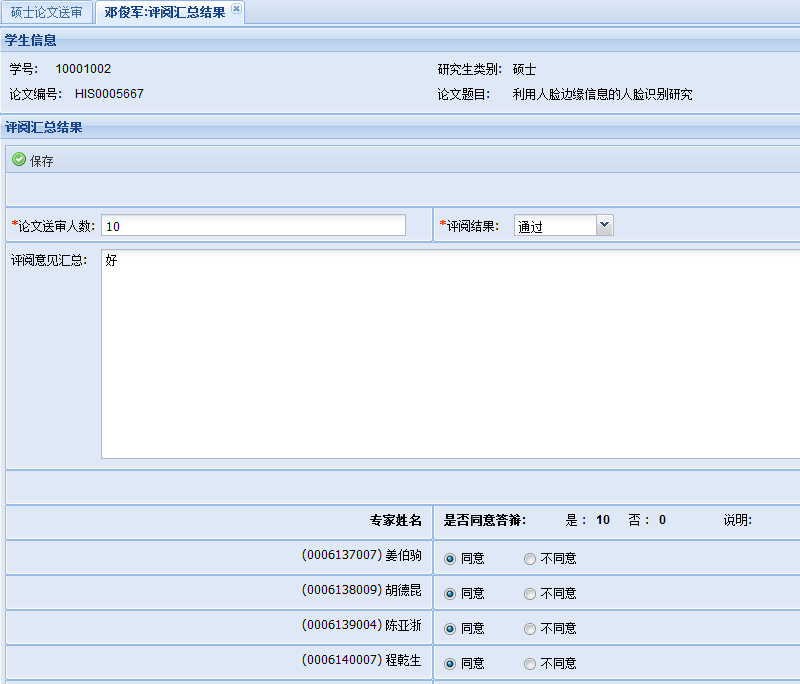 硕士论文送审 邓俊军:评阅汇总结果
学生信息
学号: 10001002 研究生类别: 硕士
论文编号: HIS0005667 论文题目: 利用人脸边缘信息的人脸识别研究
评阅汇总结果
保存
*论文送审人数: 10 *评阅结果: 通过
评阅意见汇总: 好
专家姓名 是否同意答辩: 是: 10 否: 0 说明:
(0006137007) 姜伯驹 同意 不同意
(0006138009) 胡德昆 同意 不同意
(0006139004) 陈亚浙 同意 不同意
(0006140007) 程乾生 同意 不同意